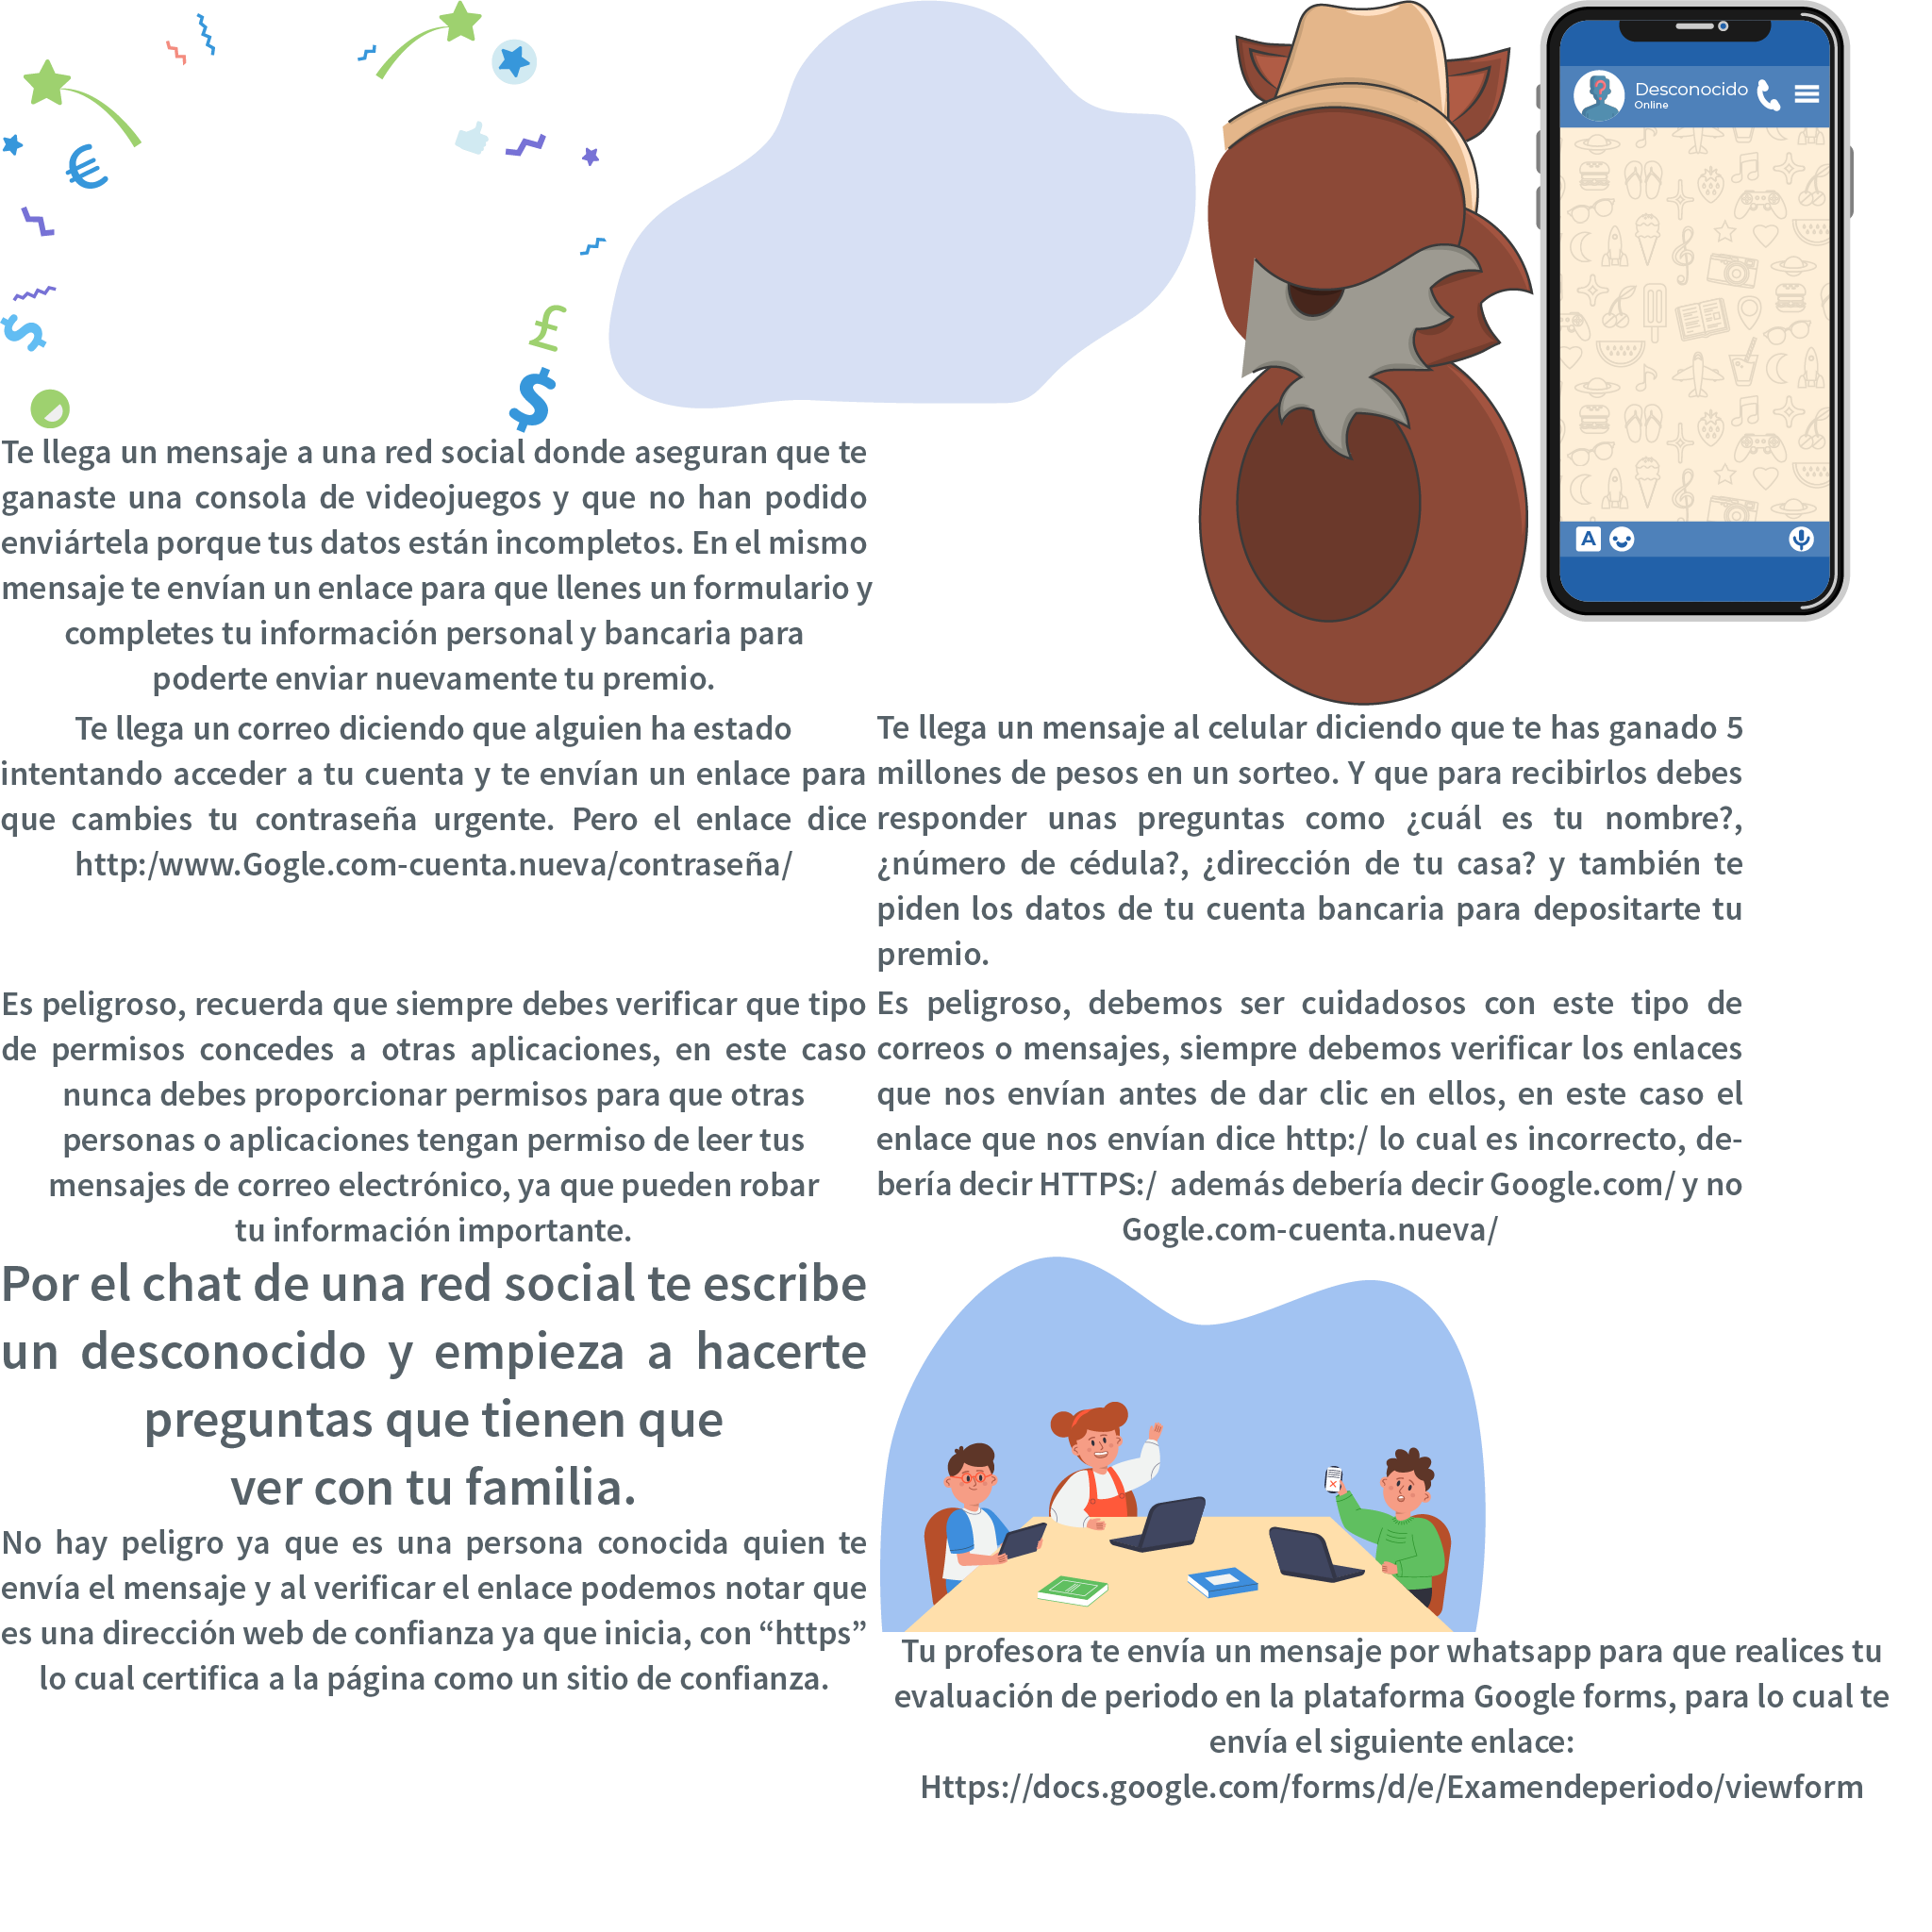 Desconocido
Online
A
Te llega un mensaje a una red social donde aseguran que te
ganaste una consola de videojuegos y que no han podido
enviártela porque tus datos están incompletos. En el mismo
mensaje te envían un enlace para que llenes un formulario y
completes tu información personal y bancaria para
poderte enviar nuevamente tu premio.
Te llega un correo diciendo que alguien ha estado
intentando acceder a tu cuenta y te envían un enlace para
que cambies tu contraseña urgente. Pero el enlace dice
http:/www.Gogle.com-cuenta.nueva/contraseña/
Te llega un mensaje al celular diciendo que te has ganado 5
millones de pesos en un sorteo. Y que para recibirlos debes
responder unas preguntas como ¿cuál es tu nombre?,
¿número de cédula?, ¿dirección de tu casa? y también te
piden los datos de tu cuenta bancaria para depositarte tu
premio.
Es peligroso, recuerda que siempre debes verificar que tipo
de permisos concedes a otras aplicaciones, en este caso
nunca debes proporcionar permisos para que otras
personas o aplicaciones tengan permiso de leer tus
mensajes de correo electrónico, ya que pueden robar
tu información importante.
Es peligroso, debemos ser cuidadosos con este tipo de
correos o mensajes, siempre debemos verificar los enlaces
que nos envían antes de dar clic en ellos, en este caso el
enlace que nos envían dice http:/ lo cual es incorrecto, de-
bería decir HTTPS:/ además debería decir Google.com/ y no
Gogle.com-cuenta.nueva/
Por el chat de una red social te escribe
un desconocido y empieza a hacerte
preguntas que tienen que
ver con tu familia.
No hay peligro ya que es una persona conocida quien te
envía el mensaje y al verificar el enlace podemos notar que
es una dirección web de confianza ya que inicia, con “https”
lo cual certifica a la página como un sitio de confianza.
Tu profesora te envía un mensaje por whatsapp para que realices tu
evaluación de periodo en la plataforma Google forms, para lo cual te
envía el siguiente enlace:
Https://docs.google.com/forms/d/e/Examendeperiodo/viewform